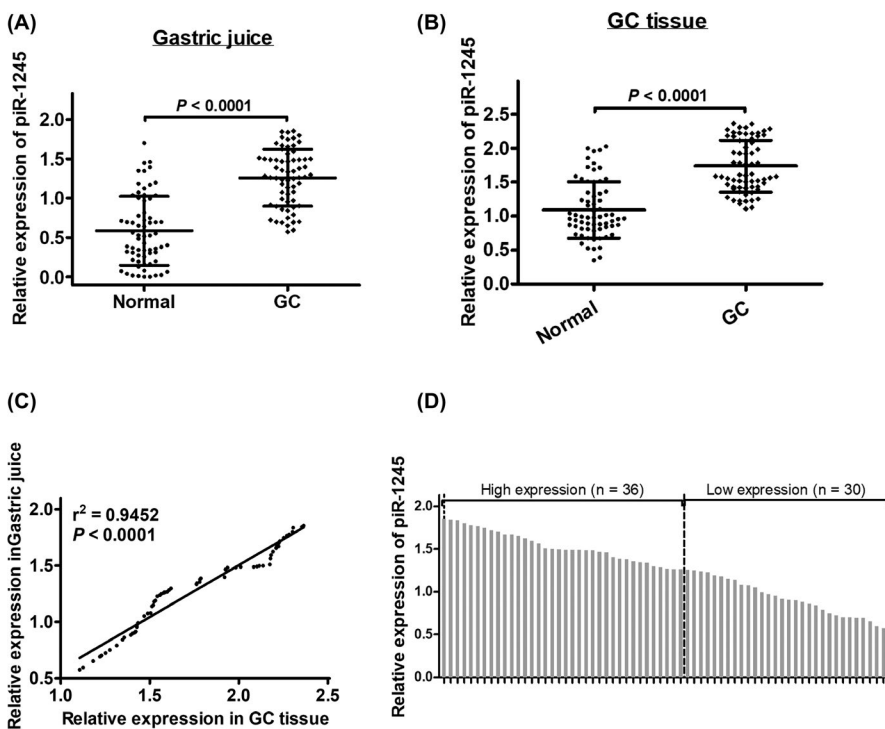 (A)
Gastric juice
Relative expression of piR-1245
P < 0.0001
2.0
1.5
1.0
0.5
0.0
Normal
GC
(B)
GC tissue
Relative expression of piR-1245
P < 0.0001
2.5
2.0
1.5
1.0
0.5
0.0
Normal
GC
(C)
Relative expression inGastric juice
r² = 0.9452
P < 0.0001
2.0
1.5
1.0
0.5
1.0
1.5
2.0
2.5
Relative expression in GC tissue
(D)
Relative expression of piR-1245
High expression (n = 36)
Low expression (n = 30)
2.0
1.5
1.0
0.5
0.0